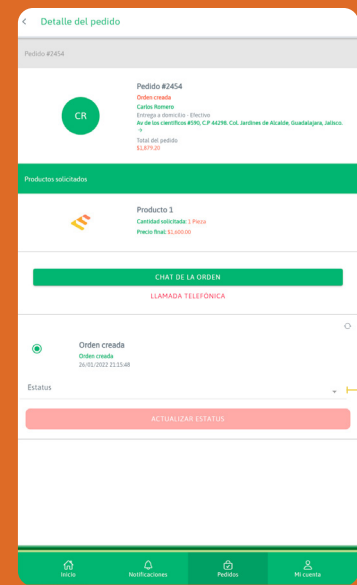 Detalle del pedido
Pedido #2454
Pedido #2454
Orden creada
CR
Carlos Romero
Entrega a domicilio - Efectivo
Av de los científicos #590, C.P 44298. Col. Jardines de Alcalde, Guadalajara, Jalisco.
Total del pedido
$1,879.20
Productos solicitados
Producto 1
Cantidad solicitada: 1 Pieza
Precio final: $1,600.00
CHAT DE LA ORDEN
LLAMADA TELEFONICA
Orden creada
Orden creada
26/01/2022 21:15:48
Estatus
ACTUALIZAR ESTATUS
Inicio
Notificaciones
Pedidos
Mi cuenta